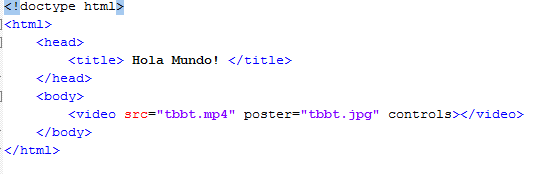 <!doctype html>
<html>
<head>
<title> Hola Mundo! </title>
</head>
<body>
<video src="tbbt.mp4" poster="tbbt.jpg" controls></video>
</body>
</html>